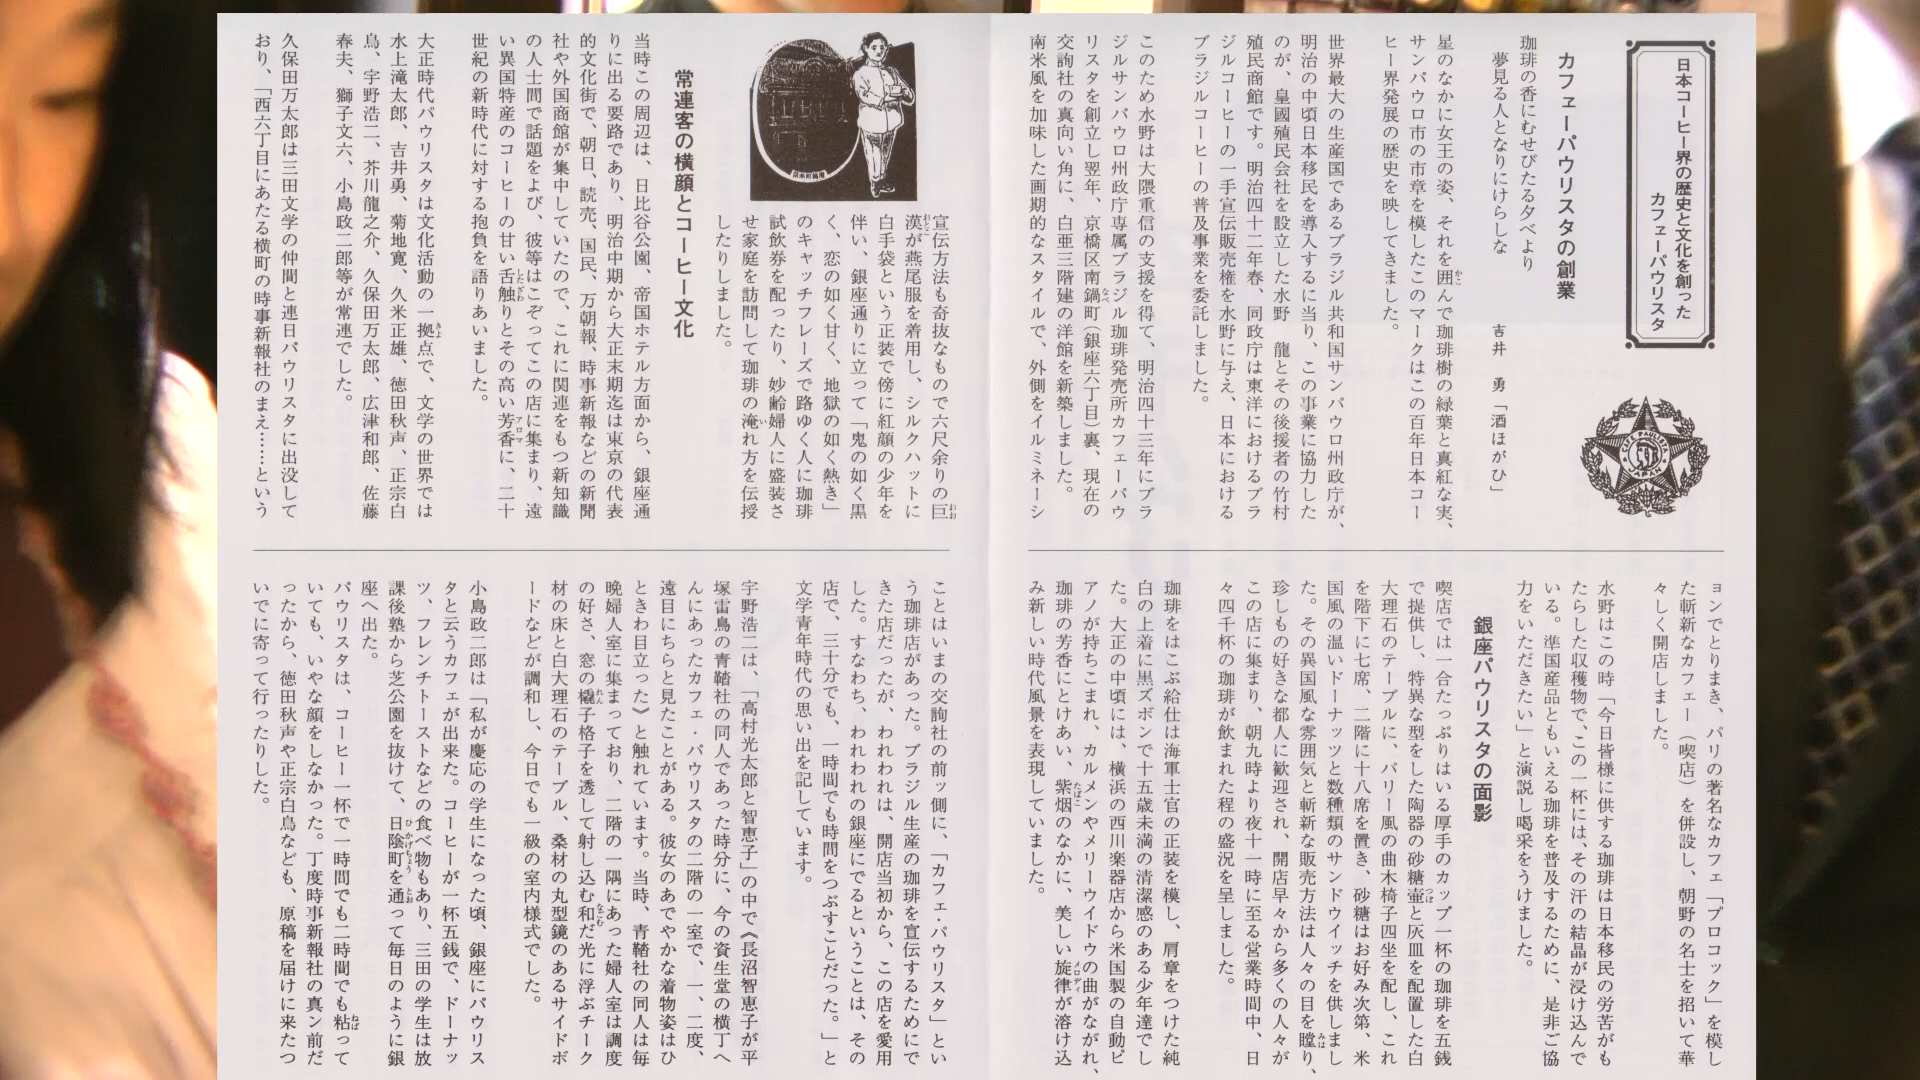 日本コーヒー界の歴史と文化を創った
カフェーパウリスタ
CAFE PAULISTA
JAPAN
カフェーパウリスタの創業
珈琲の香にむせびたる夕べより
夢見る人となりにけらしな
吉井 勇「酒ほがひ」
星のなかに女王の姿、それを囲んで珈琲樹の緑葉と真紅な実、
サンパウロ市の市章を模したこのマークはこの百年日本コー
ヒー界発展の歴史を映してきました。
世界最大の生産国であるブラジル共和国サンパウロ州政庁が、
明治の中頃日本移民を導入するに当り、この事業に協力した
のが、皇國殖民会社を設立した水野 龍とその後援者の竹村
殖民商館です。明治四十二年春、同政庁は東洋におけるブラ
ジルコーヒーの一手宣伝販売権を水野に与え、日本における
ブラジルコーヒーの普及事業を委託しました。
このため水野は大隈重信の支援を得て、明治四十三年にブラ
ジルサンパウロ州政庁専属ブラジル珈琲発売所カフェーパウ
リスタを創立し翌年、京橋区南鍋町(銀座六丁目)裏、現在の
交詢社の真向い角に、白亜三階建の洋館を新築しました。
南米風を加味した画期的なスタイルで、外側をイルミネーシ
ョンでとりまき、パリの著名なカフェ「プロコック」を模し
た斬新なカフェー(喫店)を併設し、朝野の名士を招いて華
々しく開店しました。
水野はこの時「今日皆様に供する珈琲は日本移民の労苦がも
たらした収穫物で、この一杯には、その汗の結晶が浸け込んで
いる。準国産品ともいえる珈琲を普及するために、是非ご協
力をいただきたい」と演説し喝采をうけました。
銀座パウリスタの面影
喫店では一合たっぷりはいる厚手のカップ一杯の珈琲を五銭
で提供し、特異な型をした陶器の砂糖壷と灰皿を配置した白
大理石のテーブルに、パリー風の曲木椅子四坐を配し、これ
を階下に七席、二階に十八席を置き、砂糖はお好み次第、米
国風の温いドーナッツと数種類のサンドウイッチを供しまし
た。その異国風な雰囲気と斬新な販売方法は人々の目を瞠り、
珍しもの好きな都人に歓迎され、開店早々から多くの人々が
この店に集まり、朝九時より夜十一時に至る営業時間中、日
々四千杯の珈琲が飲まれた程の盛況を呈しました。
珈琲をはこぶ給仕は海軍士官の正装を模し、肩章をつけた純
白の上着に黒ズボンで十五歳未満の清潔感のある少年達でし
た。大正の中頃には、横浜の西川楽器店から米国製の自動ピ
アノが持ちこまれ、カルメンやメリーウイドウの曲がながれ、
珈琲の芳香にとけあい、紫烟のなかに、美しい旋律が溶け込
み新しい時代風景を表現していました。
宣伝方法も奇抜なもので六尺余りの巨
漢が燕尾服を着用し、シルクハットに
白手袋という正装で傍に紅顔の少年を
伴い、銀座通りに立って「鬼の如く黒
く、恋の如く甘く、地獄の如く熱き」
のキャッチフレーズで路ゆく人に珈琲
試飲券を配ったり、妙齢婦人に盛装さ
せ家庭を訪問して珈琲の淹れ方を伝授
したりしました。
常連客の横顔とコーヒー文化
当時この周辺は、日比谷公園、帝国ホテル方面から、銀座通
りに出る要路であり、明治中期から大正末期迄は東京の代表
的文化街で、朝日、読売、国民、万朝報、時事新報などの新聞
社や外国商館が集中していたので、これに関連をもつ新知識
の人士間で話題をよび、彼等はこぞってこの店に集まり、遠
い異国特産のコーヒーの甘い舌触りとその高い芳香に、二十
世紀の新時代に対する抱負を語りあいました。
大正時代パウリスタは文化活動の一拠点で、文学の世界では
水上滝太郎、吉井勇、菊地寛、久米正雄、徳田秋声、正宗白
鳥、宇野浩二、芥川龍之介、久保田万太郎、広津和郎、佐藤
春夫、獅子文六、小島政二郎等が常連でした。
久保田万太郎は三田文学の仲間と連日パウリスタに出没して
おり、「西六丁目にあたる横町の時事新報社のまえ……という
ことはいまの交詢社の前ッ側に、「カフェ・パウリスタ」とい
う珈琲店があった。ブラジル生産の珈琲を宣伝するためにで
きた店だったが、われわれは、開店当初から、この店を愛用
した。すなわち、われわれの銀座にでるということは、その
店で、三十分でも、一時間でも時間をつぶすことだった。」と
文学青年時代の思い出を記しています。
宇野浩二は、「高村光太郎と智恵子」の中で《長沼智恵子が平
塚雷鳥の青鞜社の同人であった時分に、今の資生堂の横丁へ
んにあったカフェ・パウリスタの二階の一室で、一、二度、
遠目にちらと見たことがある。彼女のあでやかな着物姿はひ
ときわ目立った》と触れています。当時、青鞜社の同人は毎
晩婦人室に集まっており、二階の一隅にあった婦人室は調度
の好さ、窓の櫺子格子を透して射し込む和だ光に浮ぶチーク
材の床と白大理石のテーブル、桑材の丸型鏡のあるサイドボ
ードなどが調和し、今日でも一級の室内様式でした。
小島政二郎は「私が慶応の学生になった頃、銀座にパウリス
タと云うカフェが出来た。コーヒーが一杯五銭で、ドーナッ
ツ、フレンチトーストなどの食べ物もあり、三田の学生は放
課後塾から芝公園を抜けて、日陰町を通って毎日のように銀
座へ出た。
パウリスタは、コーヒー一杯で一時間でも二時間でも粘って
いても、いやな顔をしなかった。丁度時事新報社の真ン前だ
ったから、徳田秋声や正宗白鳥なども、原稿を届けに来たつ
いでに寄って行ったりした。